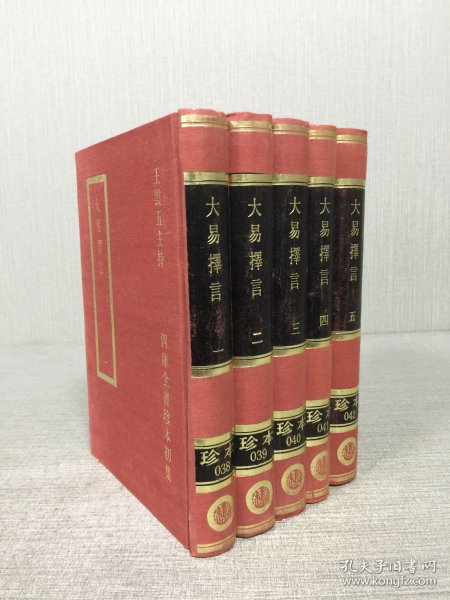 王雲五主持
四庫全書珍本初集
大易擇言
一
大易擇言 一
珍本
038
大易擇言 二
珍本
039
大易擇言 三
珍本
040
大易擇言 四
珍本
041
大易擇言 五
珍本
042
孔夫子旧书网
www.kongfz.com